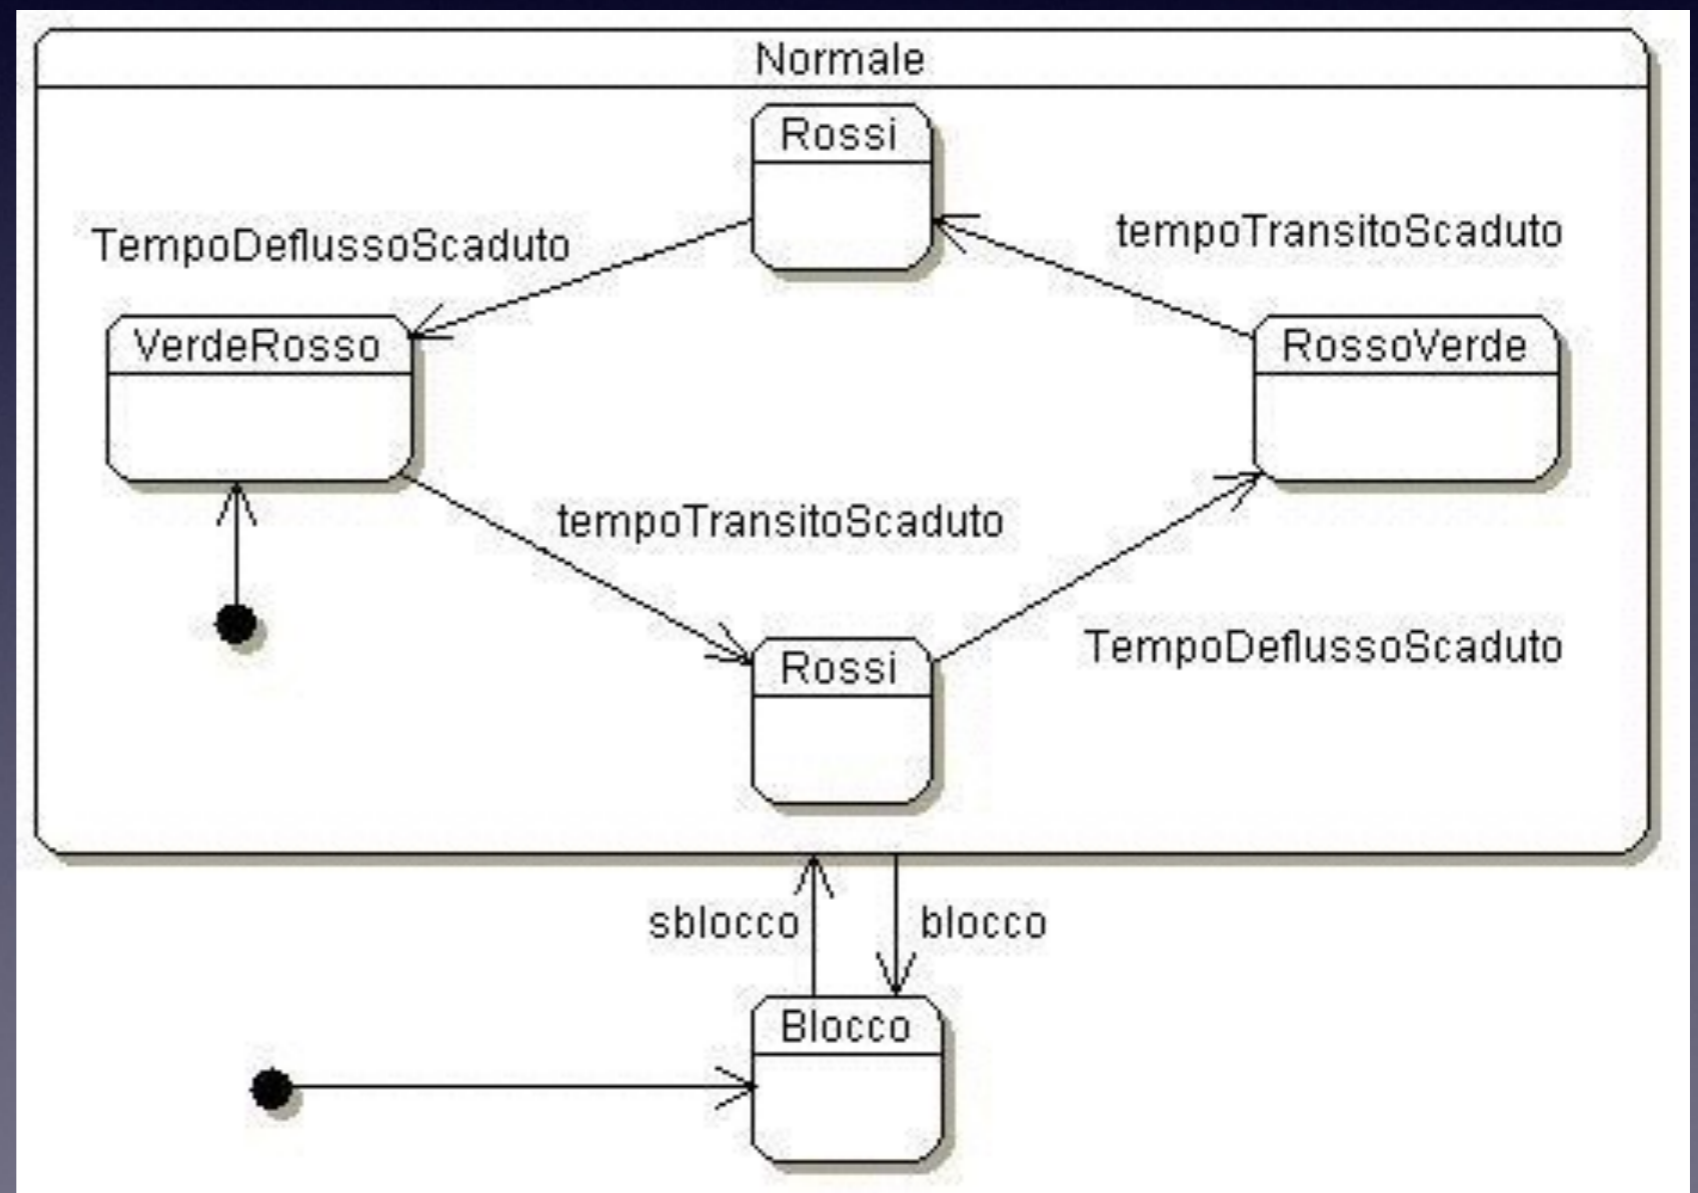 Normale
Rossi
TempoDeflussoScaduto
tempoTransitoScaduto
VerdeRosso
RossoVerde
tempoTransitoScaduto
TempoDeflussoScaduto
Rossi
sblocco
blocco
Blocco